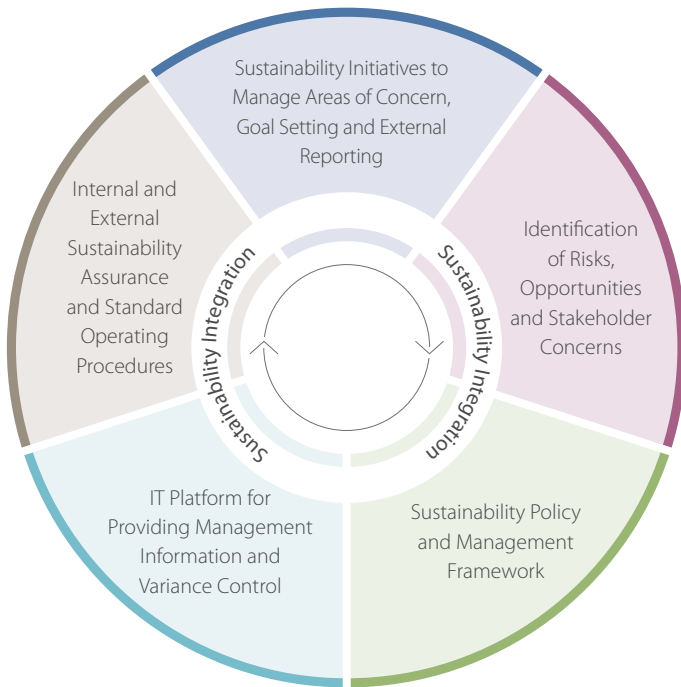 Sustainability Initiatives to
Manage Areas of Concern,
Goal Setting and External
Reporting
Identification
of Risks,
Opportunities
and Stakeholder
Concerns
Sustainability Policy
and Management
Framework
IT Platform for
Providing Management
Information and
Variance Control
Internal and
External
Sustainability
Assurance
and Standard
Operating
Procedures
Sustainability Integration
Sustainability Integration